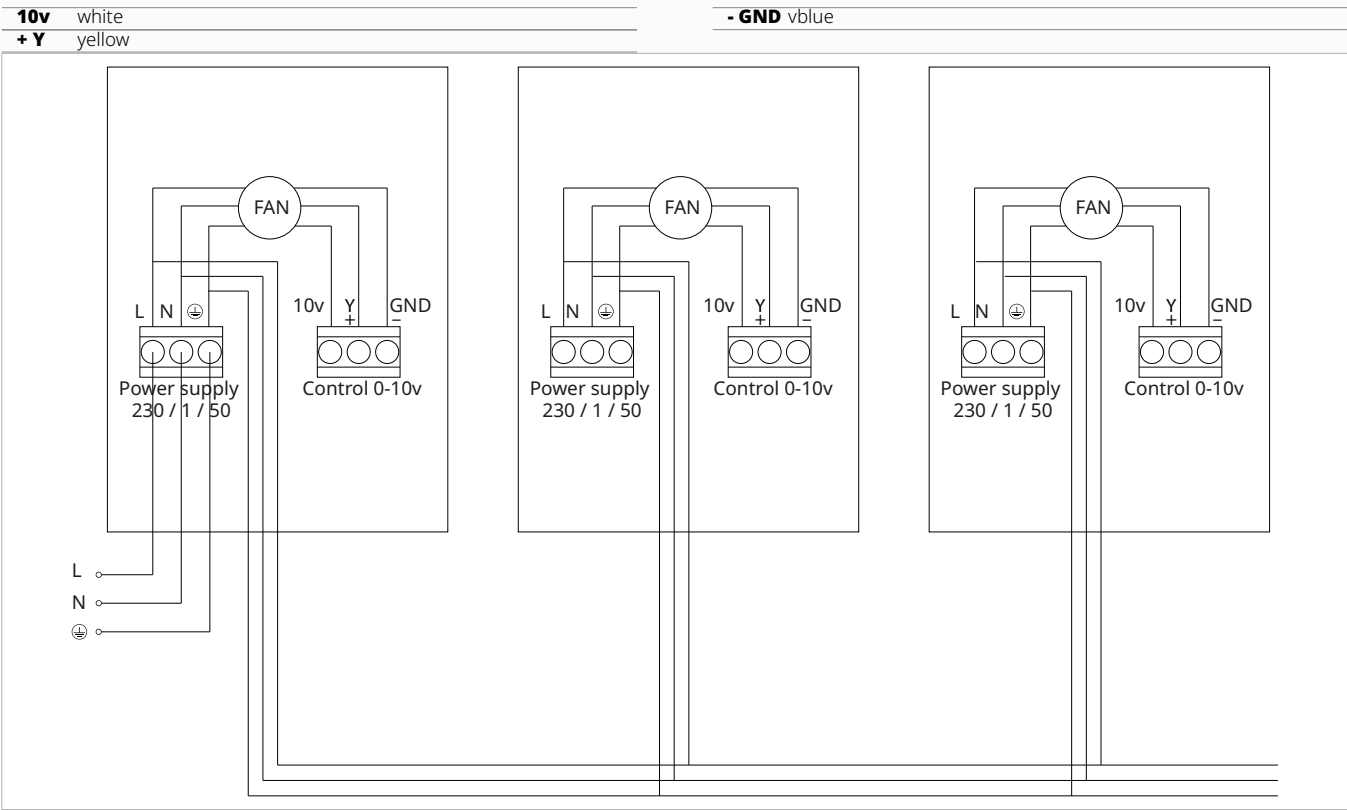 10v white
- GND vblue
+ Y yellow
FAN
FAN
FAN
L N 10v Y + GND –
L N 10v Y + GND –
L N 10v Y + GND –
Power supply
230 / 1 / 50
Control 0-10v
Power supply
230 / 1 / 50
Control 0-10v
Power supply
230 / 1 / 50
Control 0-10v
L
N